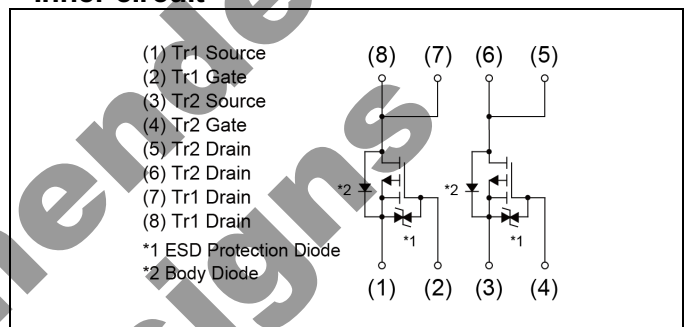 (1) Tr1 Source
(2) Tr1 Gate
(3) Tr2 Source
(4) Tr2 Gate
(5) Tr2 Drain
(6) Tr2 Drain
(7) Tr1 Drain
(8) Tr1 Drain
*1 ESD Protection Diode
*2 Body Diode
(8) (7) (6) (5)
*2 *2
*1 *1
(1) (2) (3) (4)